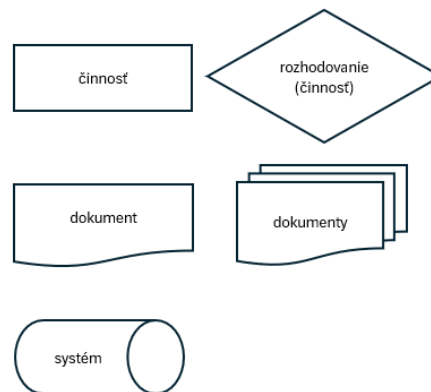 činnosť
rozhodovanie
(činnosť)
dokument
dokumenty
systém